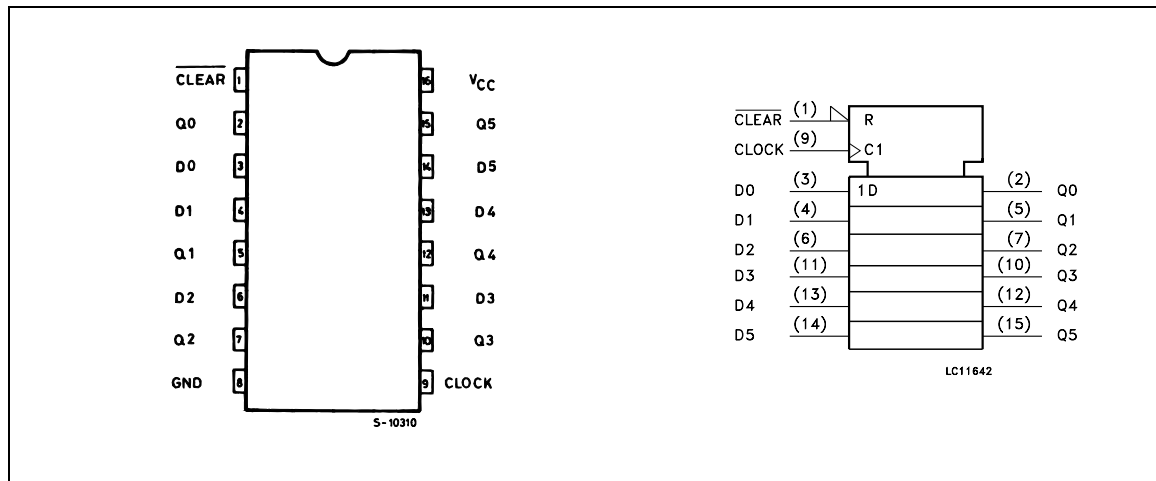 CLEAR 1 16 VCC
Q0 2 15 Q5
D0 3 14 D5
D1 4 13 D4
Q1 5 12 Q4
D2 6 11 D3
Q2 7 10 Q3
GND 8 9 CLOCK
S-10310
CLEAR (1) R
CLOCK (9) C1
D0 (3) 1D (2) Q0
D1 (4) (5) Q1
D2 (6) (7) Q2
D3 (11) (10) Q3
D4 (13) (12) Q4
D5 (14) (15) Q5
LC11642